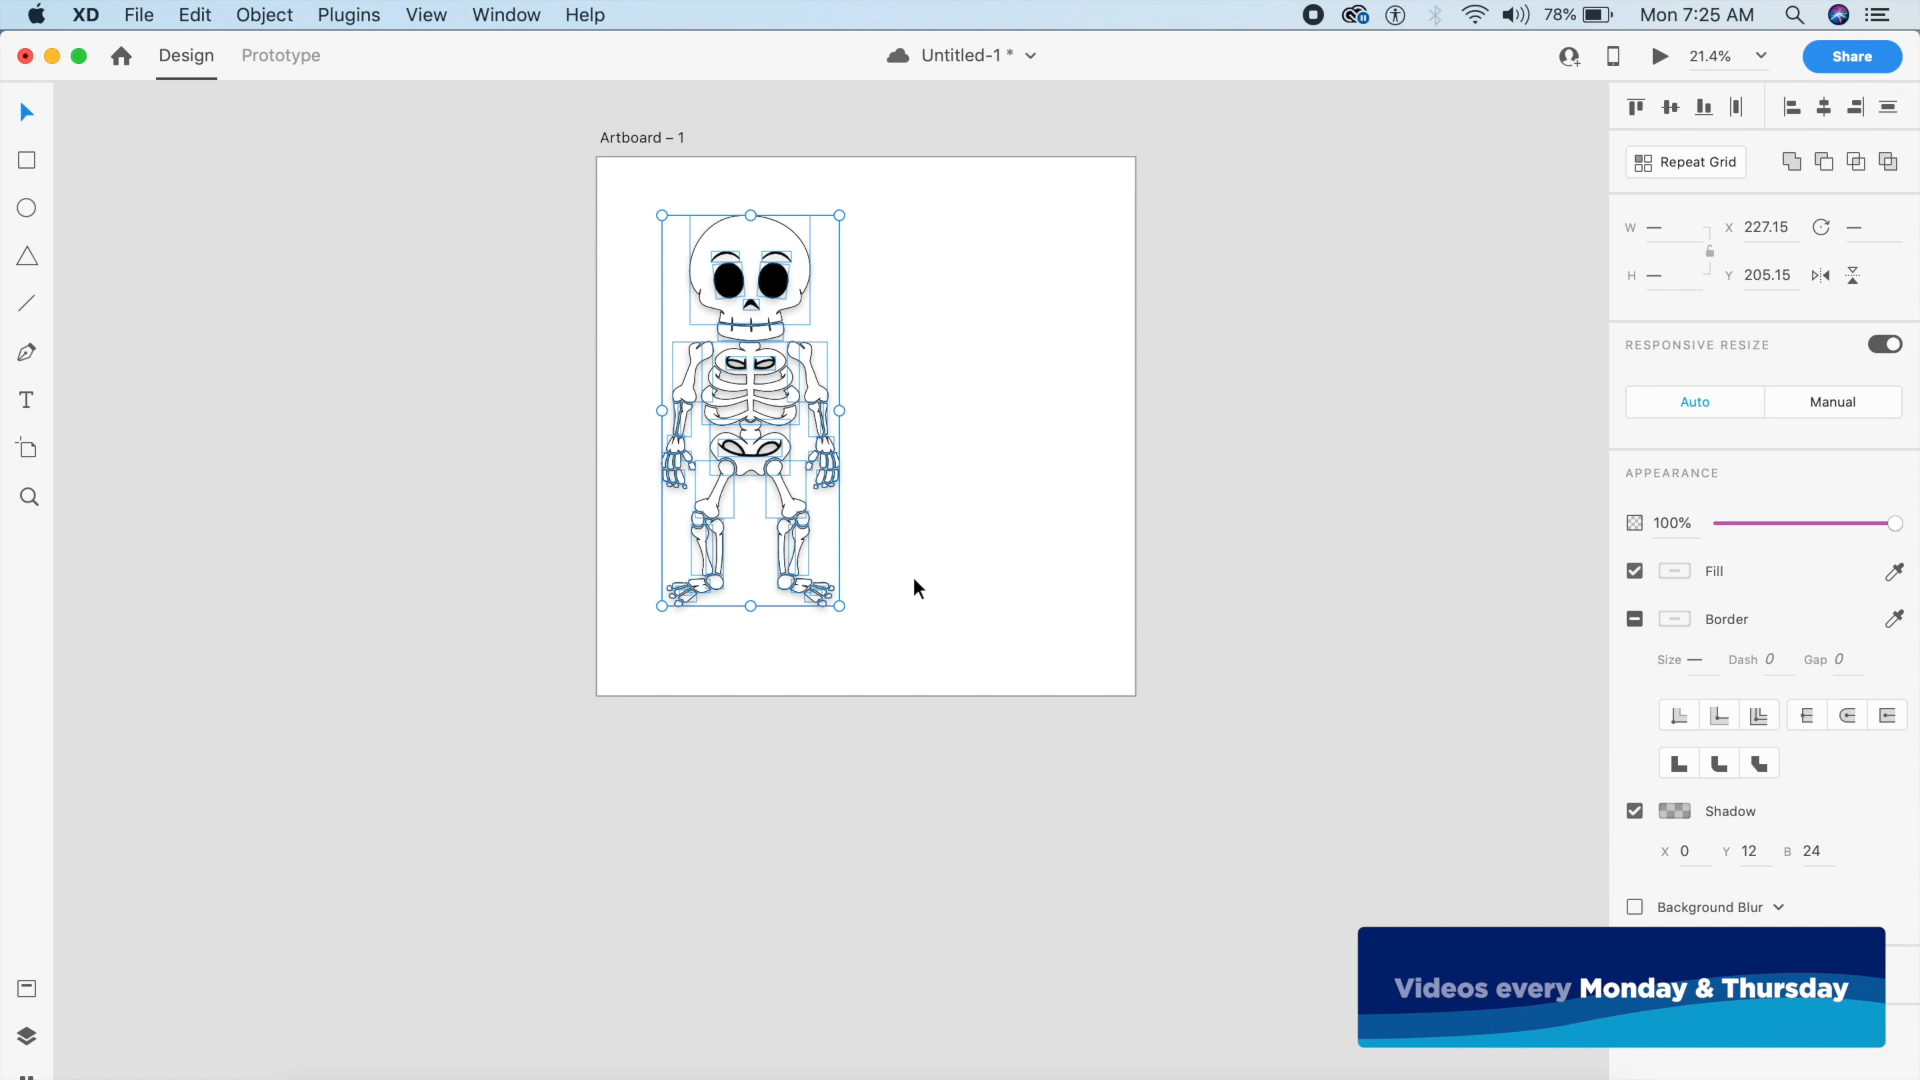 XD File Edit Object Plugins View Window Help 78% Mon 7:25 AM
Design Prototype Untitled-1 * 21.4% Share
Artboard – 1
Repeat Grid
W — X 227.15 —
H — Y 205.15
RESPONSIVE RESIZE
Auto Manual
APPEARANCE
100%
Fill
Border
Size — Dash 0 Gap 0
Shadow
X 0 Y 12 B 24
Background Blur
Videos every Monday & Thursday
T